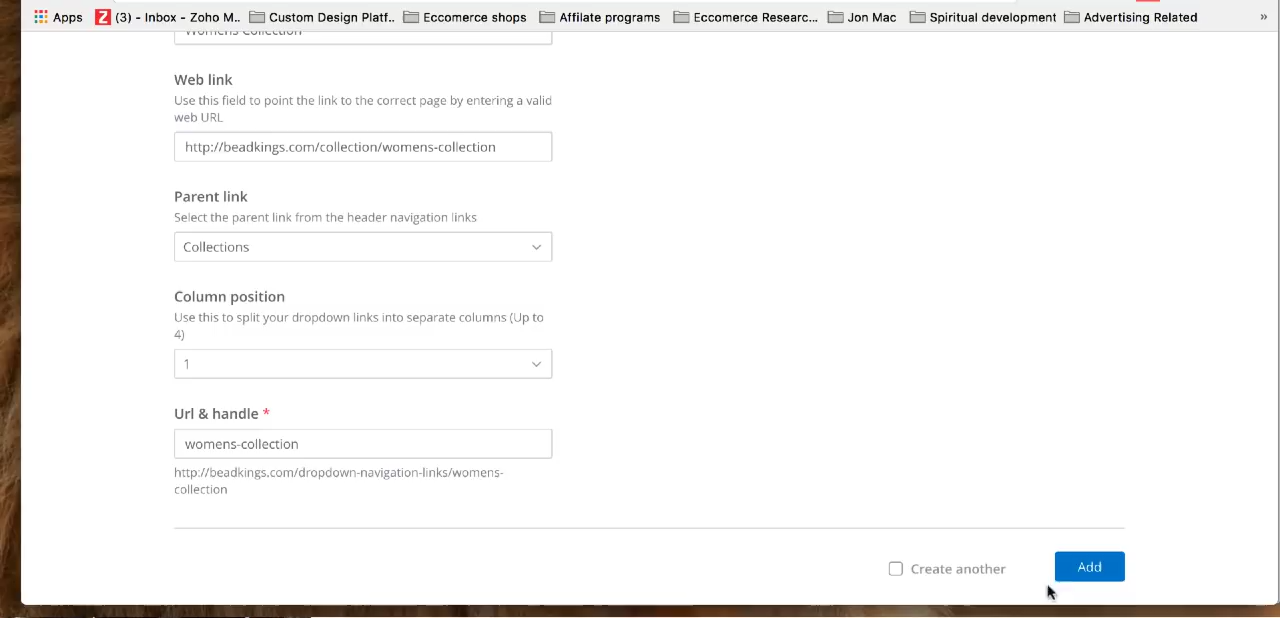 Apps (3) - Inbox - Zoho M.. Custom Design Platf.. Eccomerce shops Affilate programs Eccomerce Researc... Jon Mac Spiritual development Advertising Related »
Womens Collection
Web link
Use this field to point the link to the correct page by entering a valid
web URL
http://beadkings.com/collection/womens-collection
Parent link
Select the parent link from the header navigation links
Collections
Column position
Use this to split your dropdown links into separate columns (Up to
4)
1
Url & handle *
womens-collection
http://beadkings.com/dropdown-navigation-links/womens-
collection
Create another Add